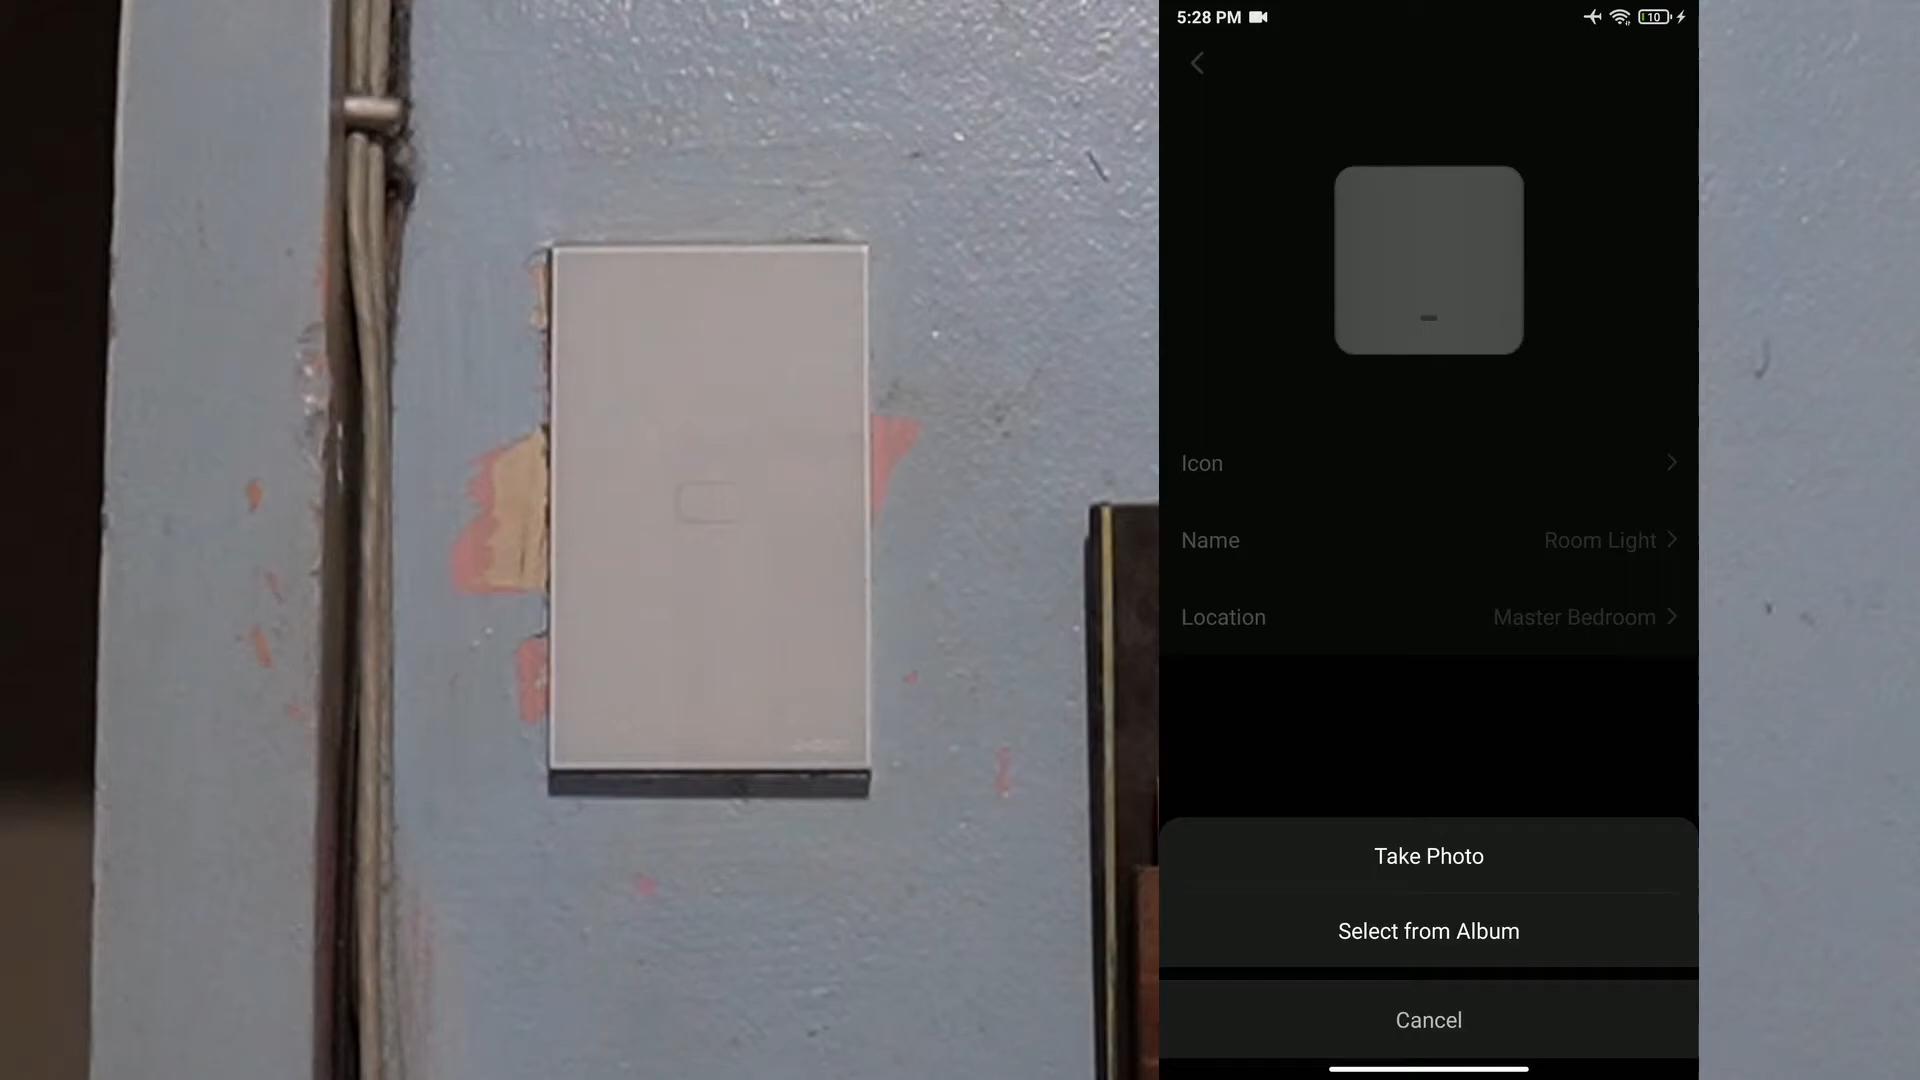 5:28 PM
10
Icon
Name
Room Light
Location
Master Bedroom
Take Photo
Select from Album
Cancel